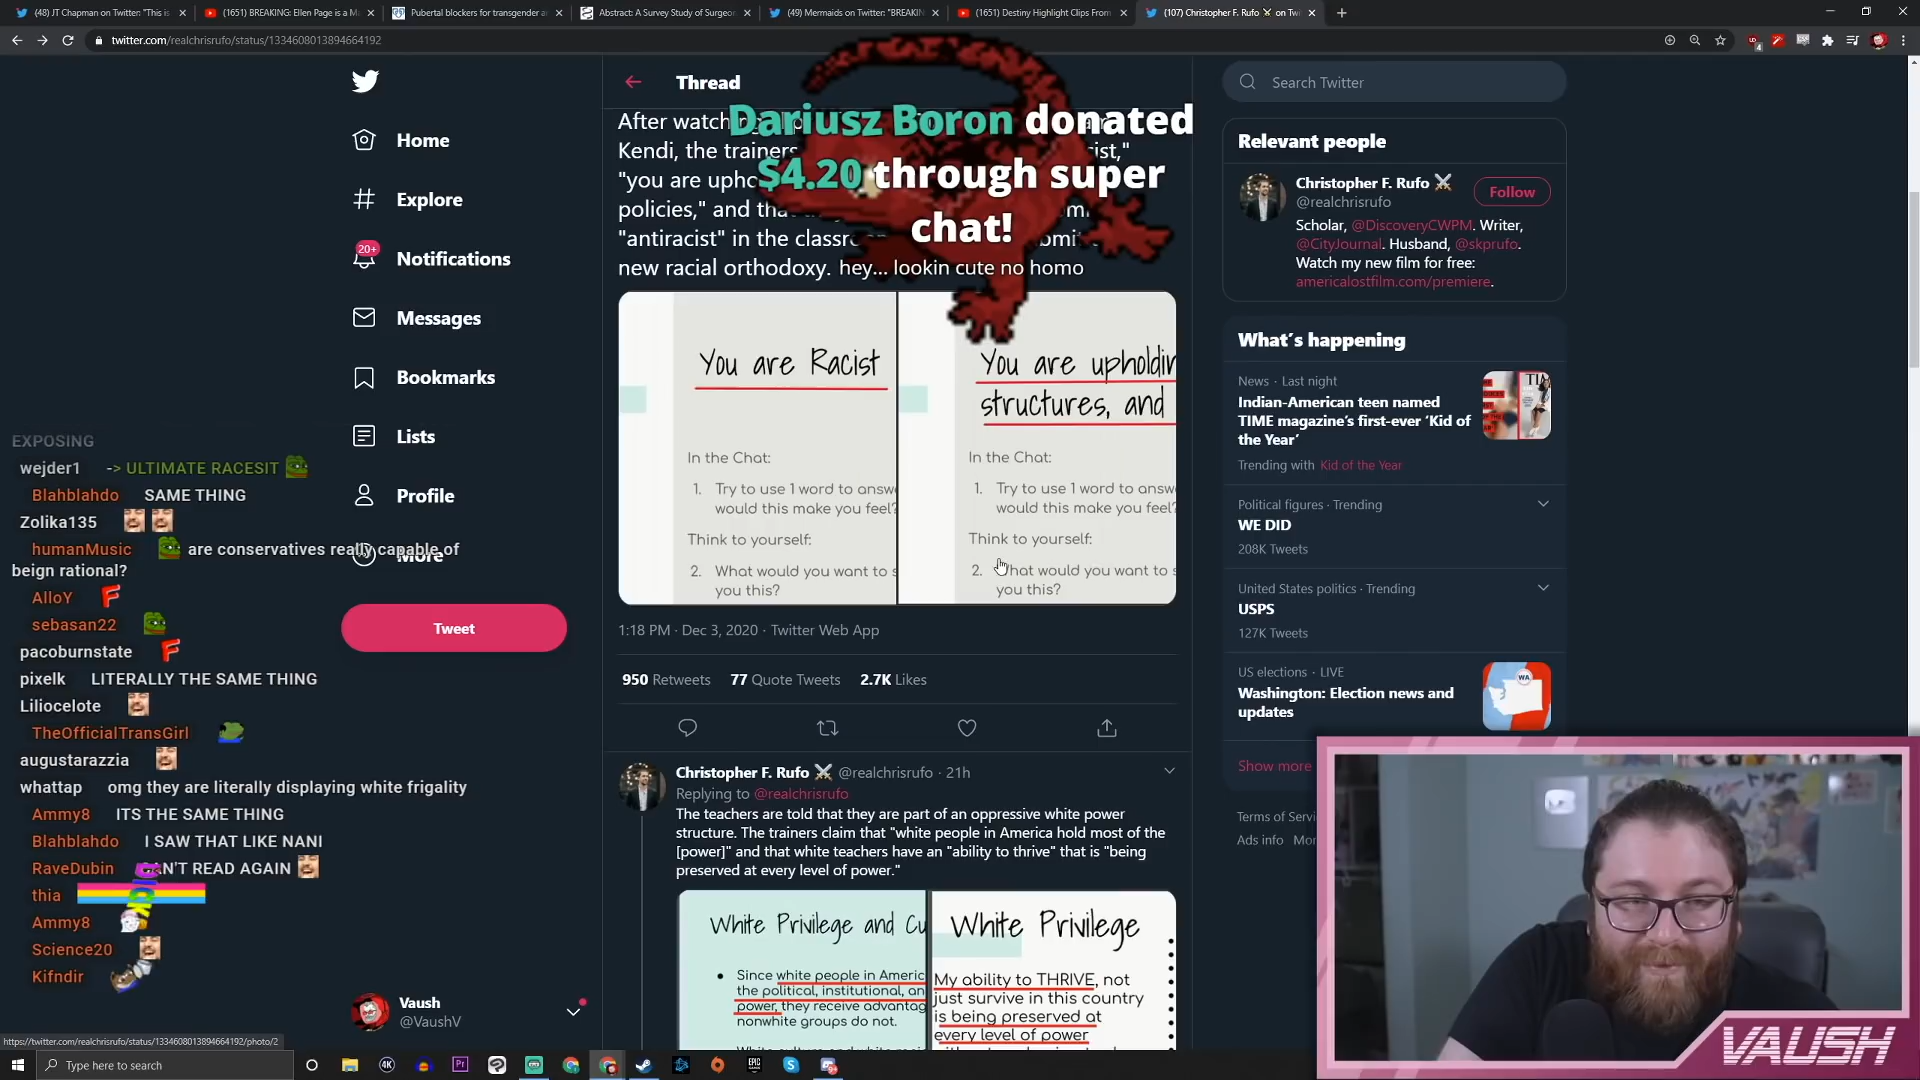 (48) JT Chapman on Twitter: "This is
(1651) BREAKING: Ellen Page is a Ma
Pubertal blockers for transgender a
Abstract: A Survey Study of Surgeo
(49) Mermaids on Twitter: "BREAKIN
(1651) Destiny Highlight Clips From
(107) Christopher F. Rufo ⚔ on Tw
twitter.com/realchrisrufo/status/1334608013894664192
Home
Explore
20+
Notifications
Messages
Bookmarks
Lists
Profile
More
Tweet
Vaush
@VaushV
Thread
After watch
Kendi, the trainers ist,"
"you are upho
policies," and tha
"antiracist" in the classr bmit
new racial orthodoxy.
Dariusz Boron donated
$4.20 through super
chat!
hey... lookin cute no homo
You are Racist
In the Chat:
1. Try to use 1 word to answ
would this make you feel?
Think to yourself:
2. What would you want to s
you this?
You are upholdin
structures, and
In the Chat:
1. Try to use 1 word to answ
would this make you feel?
Think to yourself:
2. What would you want to s
you this?
1:18 PM · Dec 3, 2020 · Twitter Web App
950 Retweets 77 Quote Tweets 2.7K Likes
Christopher F. Rufo ⚔ @realchrisrufo · 21h
Replying to @realchrisrufo
The teachers are told that they are part of an oppressive white power
structure. The trainers claim that "white people in America hold most of the
[power]" and that white teachers have an "ability to thrive" that is "being
preserved at every level of power."
White Privilege and Cu
• Since white people in Americ
the political, institutional, an
power, they receive advantag
nonwhite groups do not.
White Privilege
My ability to THRIVE, not
just survive in this country
is being preserved at
every level of power
Search Twitter
Relevant people
Christopher F. Rufo ⚔
@realchrisrufo
Follow
Scholar, @DiscoveryCWPM. Writer,
@CityJournal. Husband, @skprufo.
Watch my new film for free:
americalostfilm.com/premiere.
What's happening
News · Last night
Indian-American teen named
TIME magazine's first-ever 'Kid of
the Year'
Trending with Kid of the Year
Political figures · Trending
WE DID
208K Tweets
United States politics · Trending
USPS
127K Tweets
US elections · LIVE
Washington: Election news and
updates
WA
Show more
Terms of Servi
Ads info Mor
EXPOSING
wejder1 -> ULTIMATE RACESIT
Blahblahdo SAME THING
Zolika135
humanMusic are conservatives really capable of
beign rational?
AlloY F
sebasan22
pacoburnstate F
pixelk LITERALLY THE SAME THING
Liliocelote
TheOfficialTransGirl
augustarazzia
whattap omg they are literally displaying white frigality
Ammy8 ITS THE SAME THING
Blahblahdo I SAW THAT LIKE NANI
RaveDubin N'T READ AGAIN
thia
Ammy8
Science20
Kifndir
https://twitter.com/realchrisrufo/status/1334608013894664192/photo/2
Type here to search
VAUSH